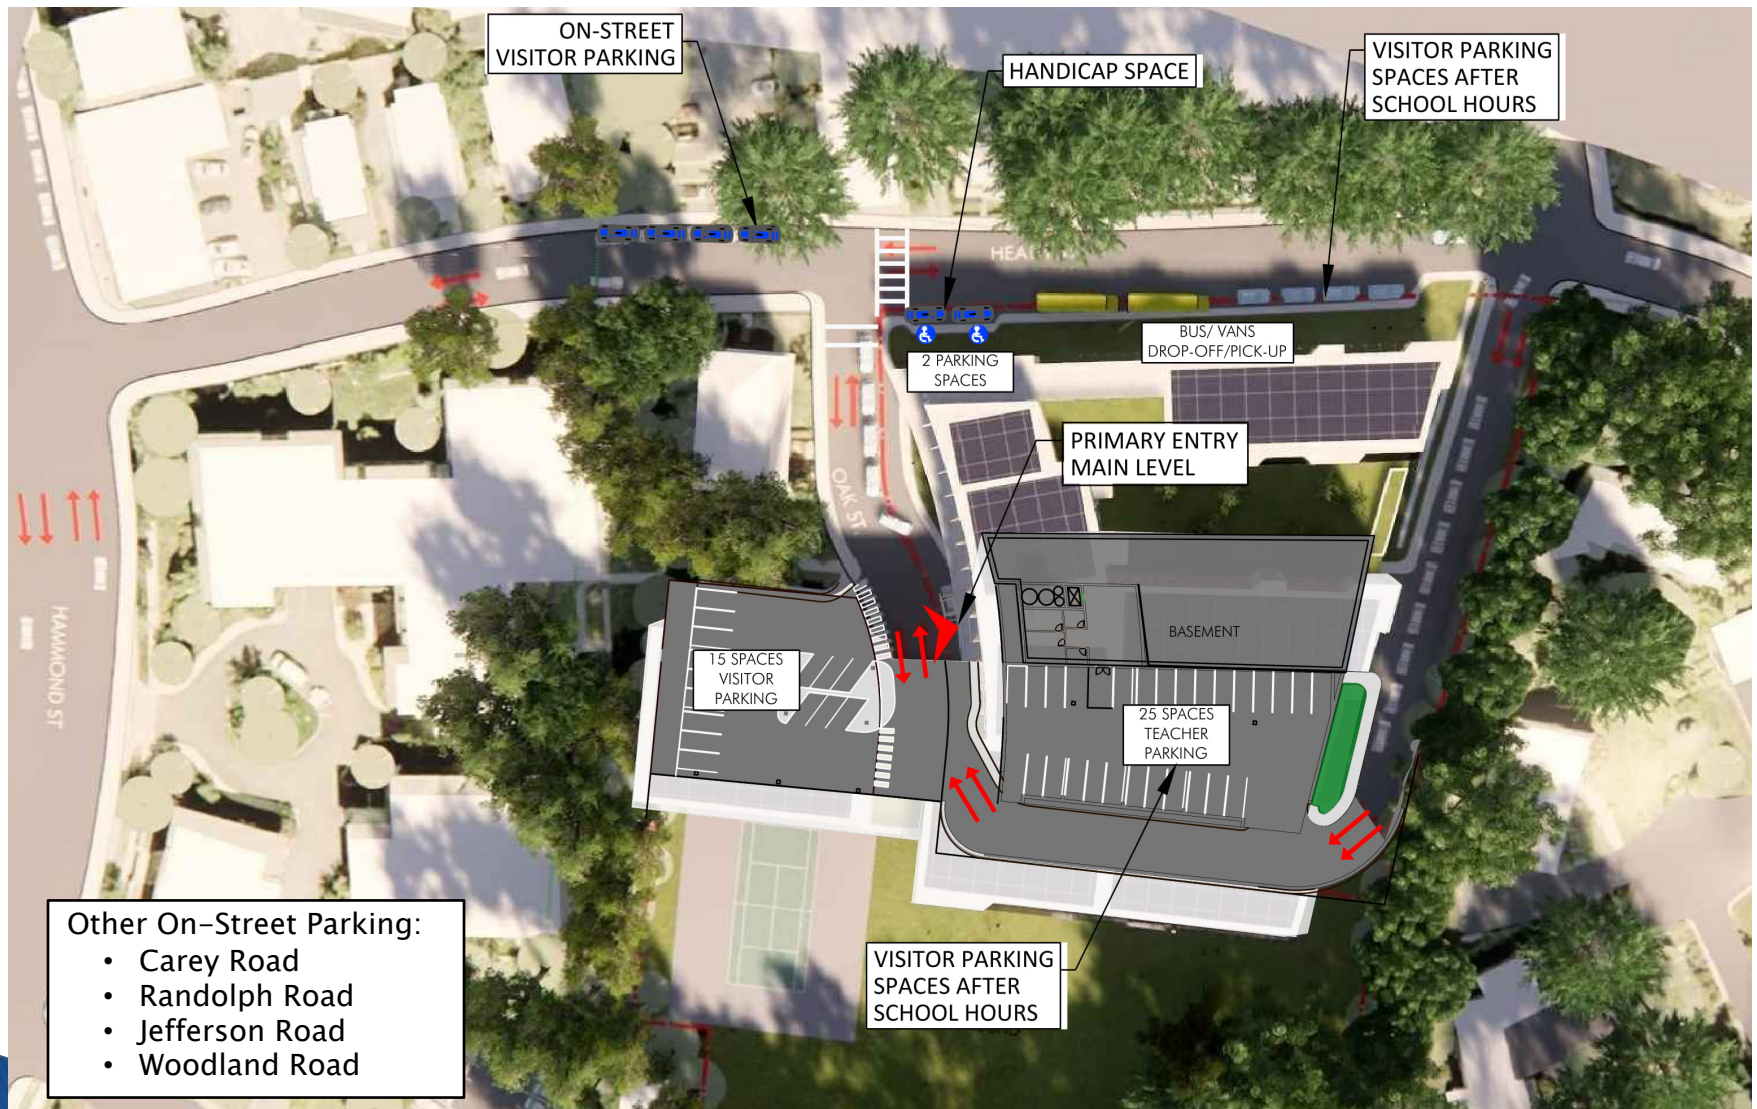 ON-STREET
VISITOR PARKING
HANDICAP SPACE
VISITOR PARKING
SPACES AFTER
SCHOOL HOURS
2 PARKING
SPACES
BUS/ VANS
DROP-OFF/PICK-UP
PRIMARY ENTRY
MAIN LEVEL
OAK ST
HAMMOND ST
BASEMENT
15 SPACES
VISITOR
PARKING
25 SPACES
TEACHER
PARKING
VISITOR PARKING
SPACES AFTER
SCHOOL HOURS
Other On-Street Parking:
• Carey Road
• Randolph Road
• Jefferson Road
• Woodland Road